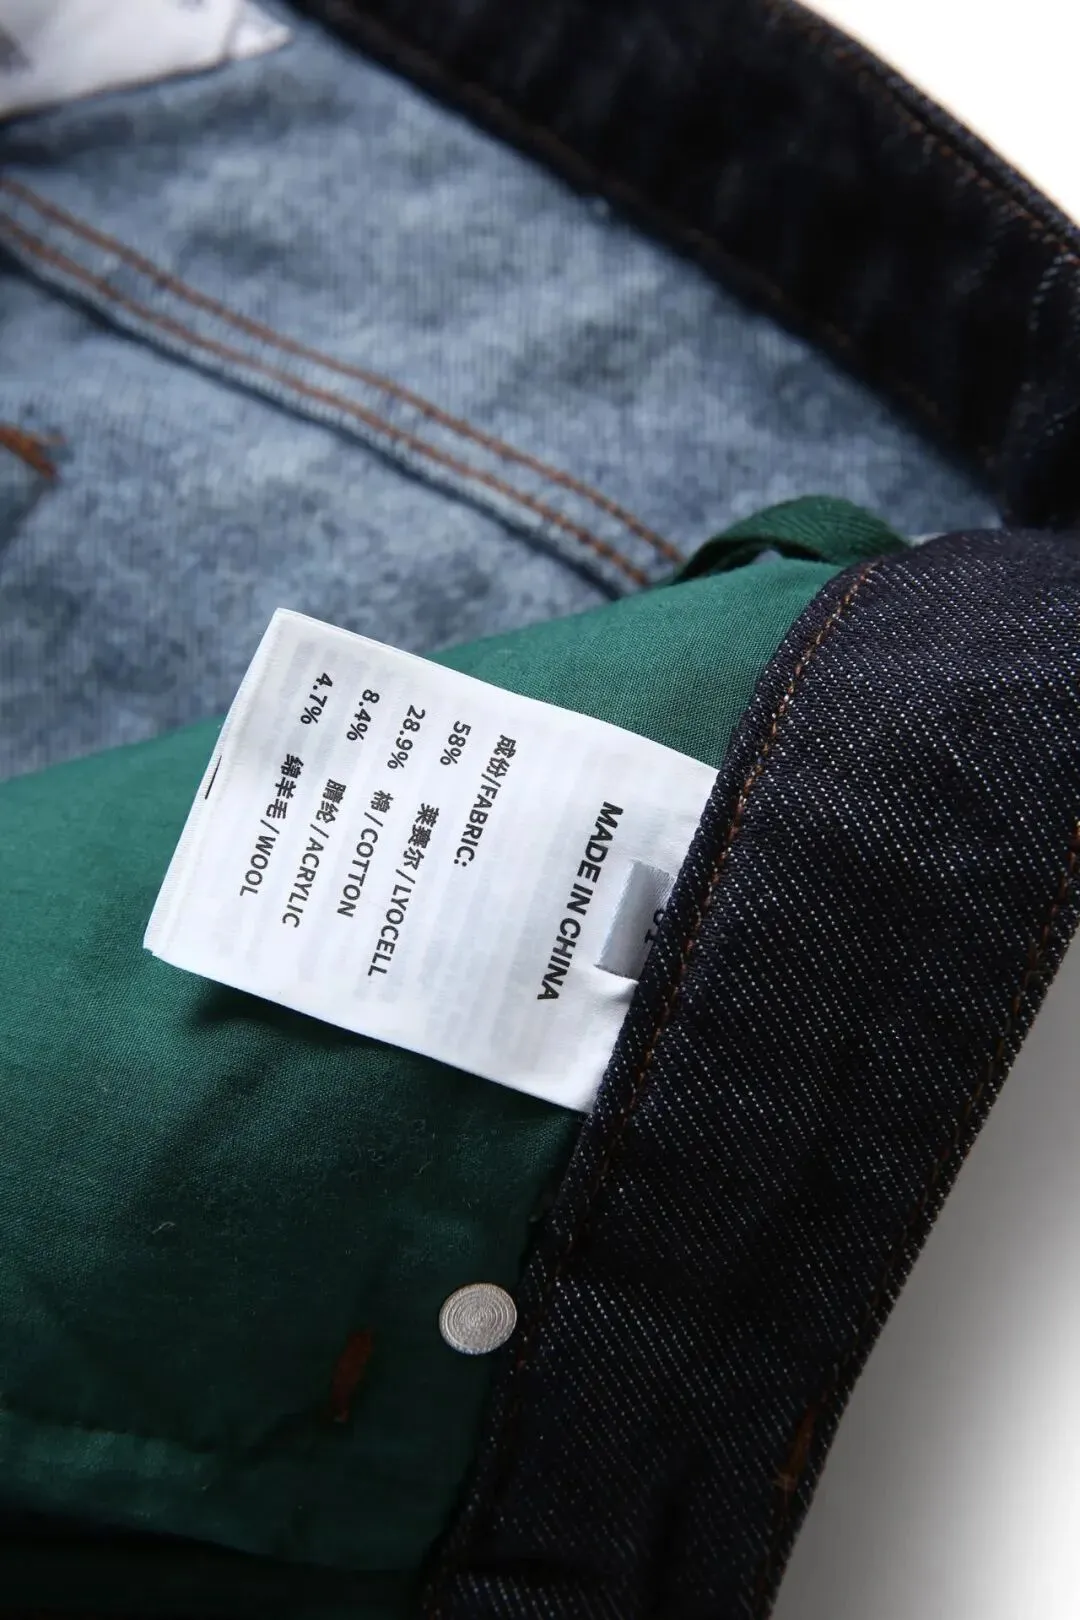 MADE IN CHINA
成份/FABRIC:
58% 莱赛尔/LYOCELL
28.9% 棉/COTTON
8.4% 腈纶/ACRYLIC
4.7% 绵羊毛/WOOL